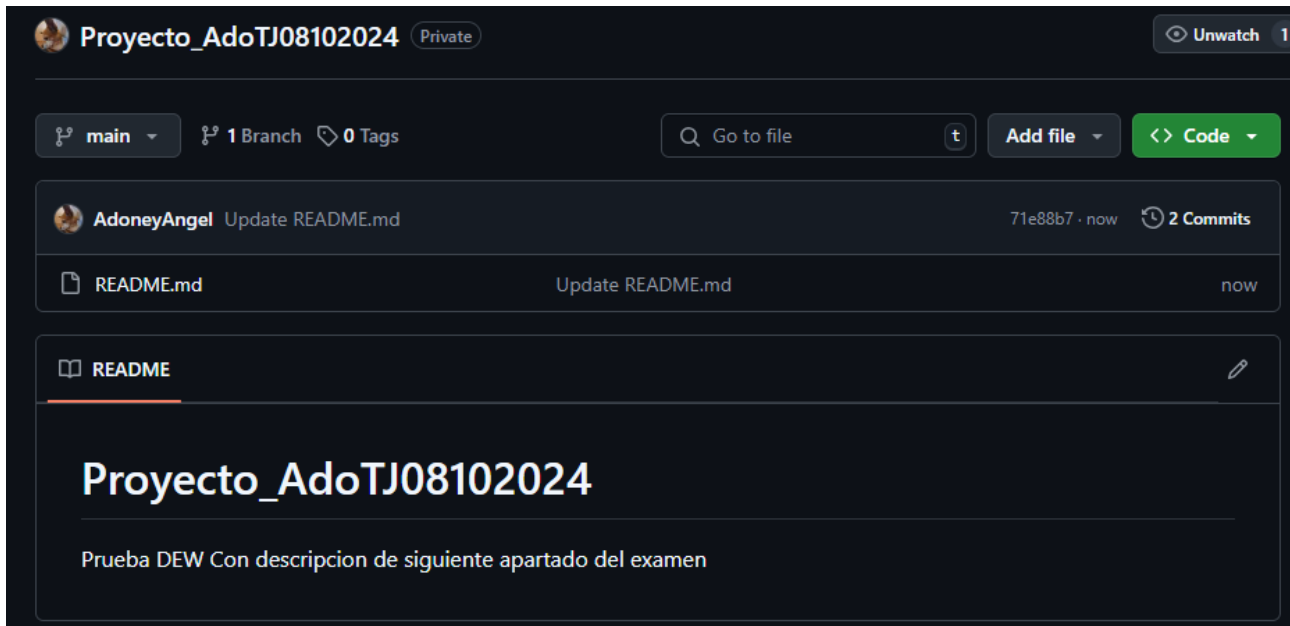 Proyecto_AdoTJ08102024 Private
Unwatch 1
main 1 Branch 0 Tags Go to file t Add file Code
AdoneyAngel Update README.md 71e88b7 · now 2 Commits
README.md Update README.md now
README
Proyecto_AdoTJ08102024
Prueba DEW Con descripcion de siguiente apartado del examen